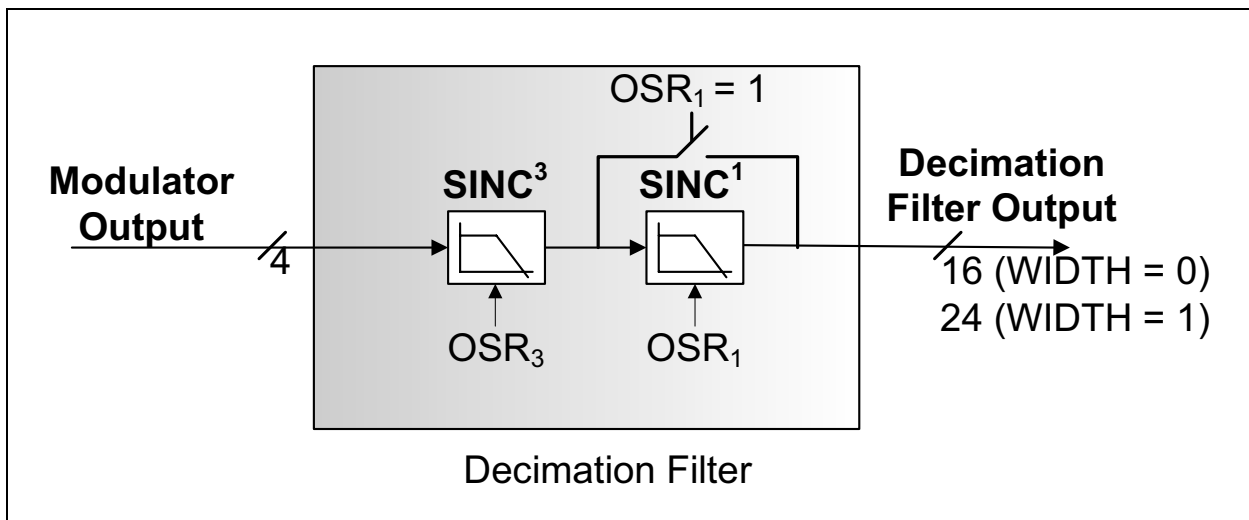 OSR₁ = 1
Modulator
Output
4
SINC³
SINC¹
OSR₃
OSR₁
Decimation
Filter Output
16 (WIDTH = 0)
24 (WIDTH = 1)
Decimation Filter